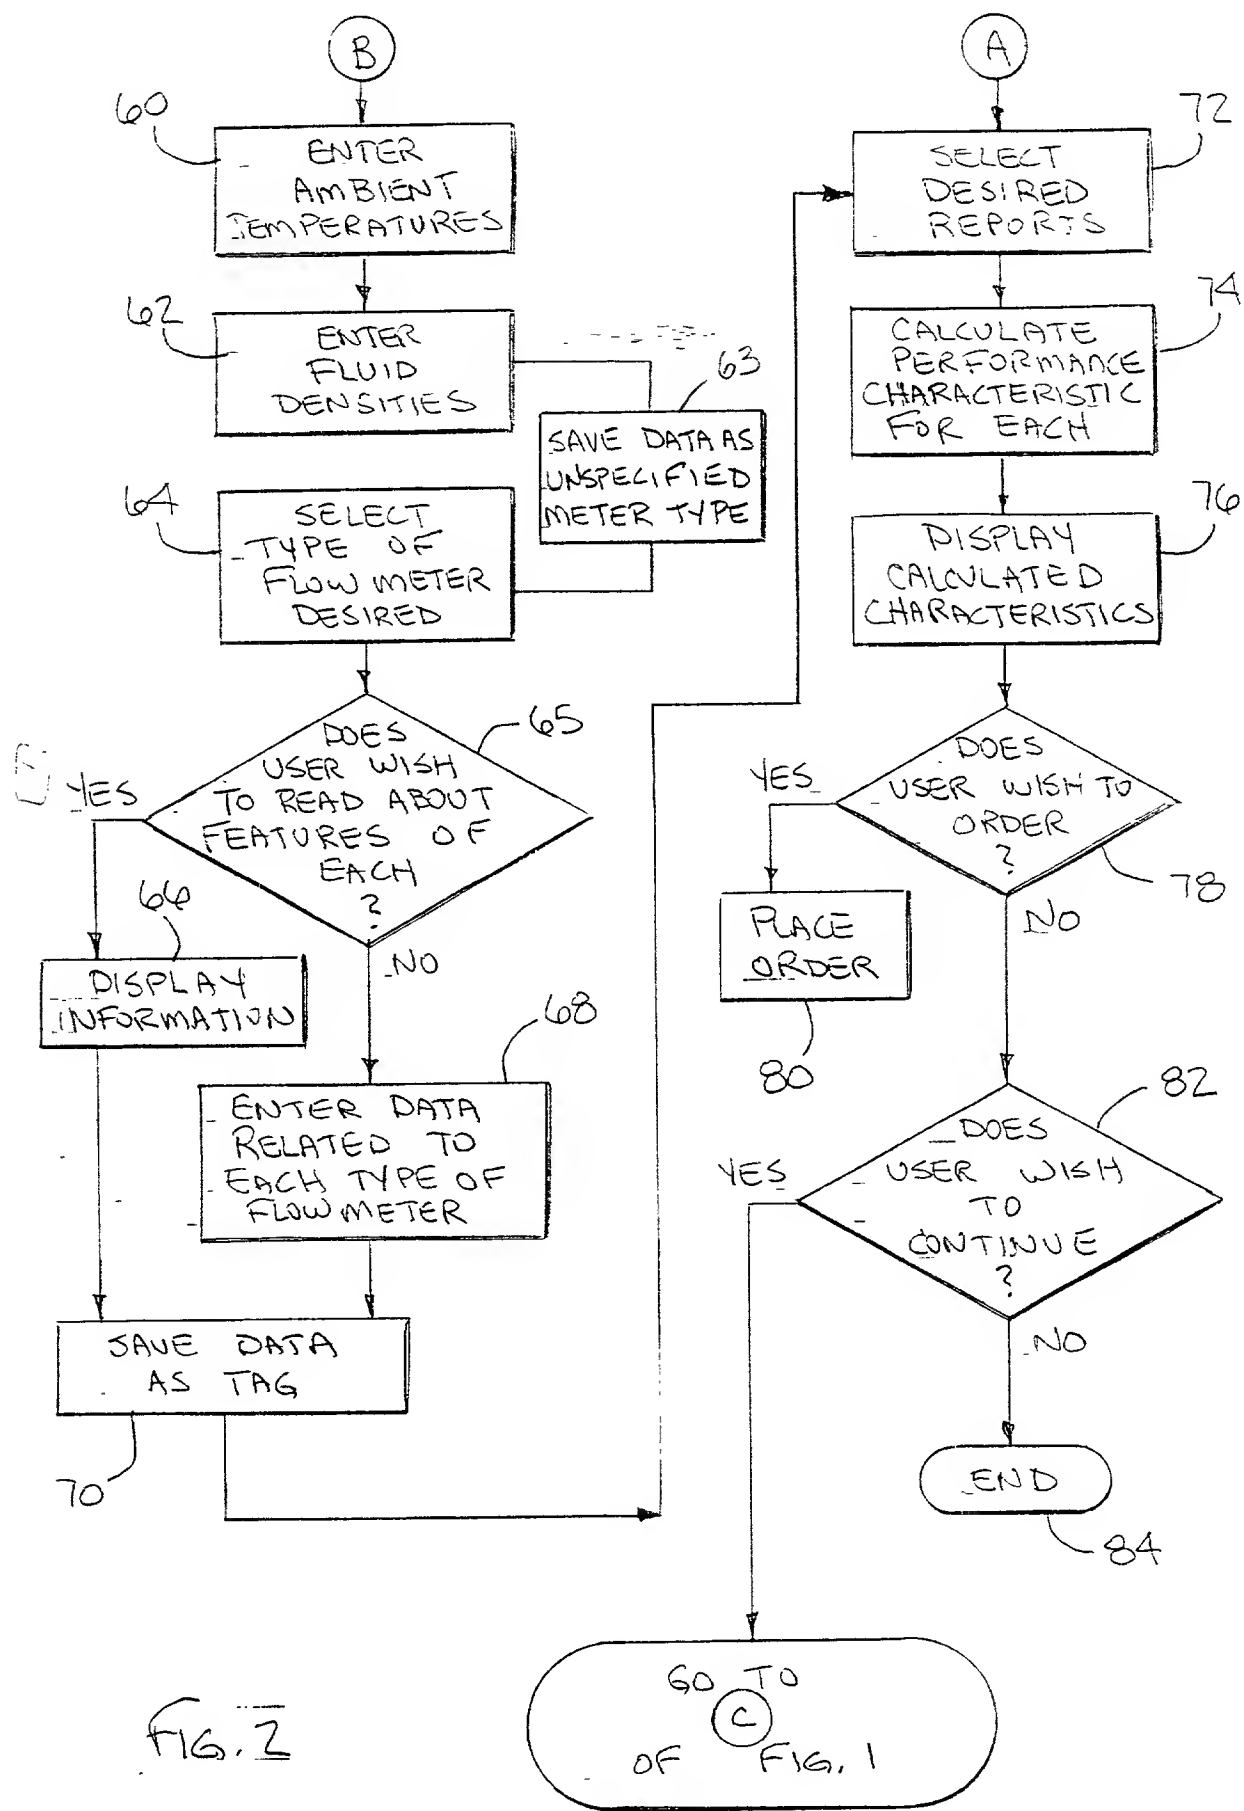 B
60
ENTER
AMBIENT
TEMPERATURES
62
ENTER
FLUID
DENSITIES
63
SAVE DATA AS
UNSPECIFIED
METER TYPE
64
SELECT
TYPE OF
FLOW METER
DESIRED
65
DOES
USER WISH
TO READ ABOUT
FEATURES OF
EACH
?
YES
NO
66
DISPLAY
INFORMATION
68
ENTER DATA
RELATED TO
EACH TYPE OF
FLOW METER
SAVE DATA
AS TAG
70
A
72
SELECT
DESIRED
REPORTS
74
CALCULATE
PERFORMANCE
CHARACTERISTIC
FOR EACH
76
DISPLAY
CALCULATED
CHARACTERISTICS
DOES
USER WISH TO
ORDER
?
78
YES
NO
PLACE
ORDER
80
82
DOES
USER WISH
TO
CONTINUE
?
YES
NO
END
84
GO TO
C
OF FIG. 1
FIG. 2